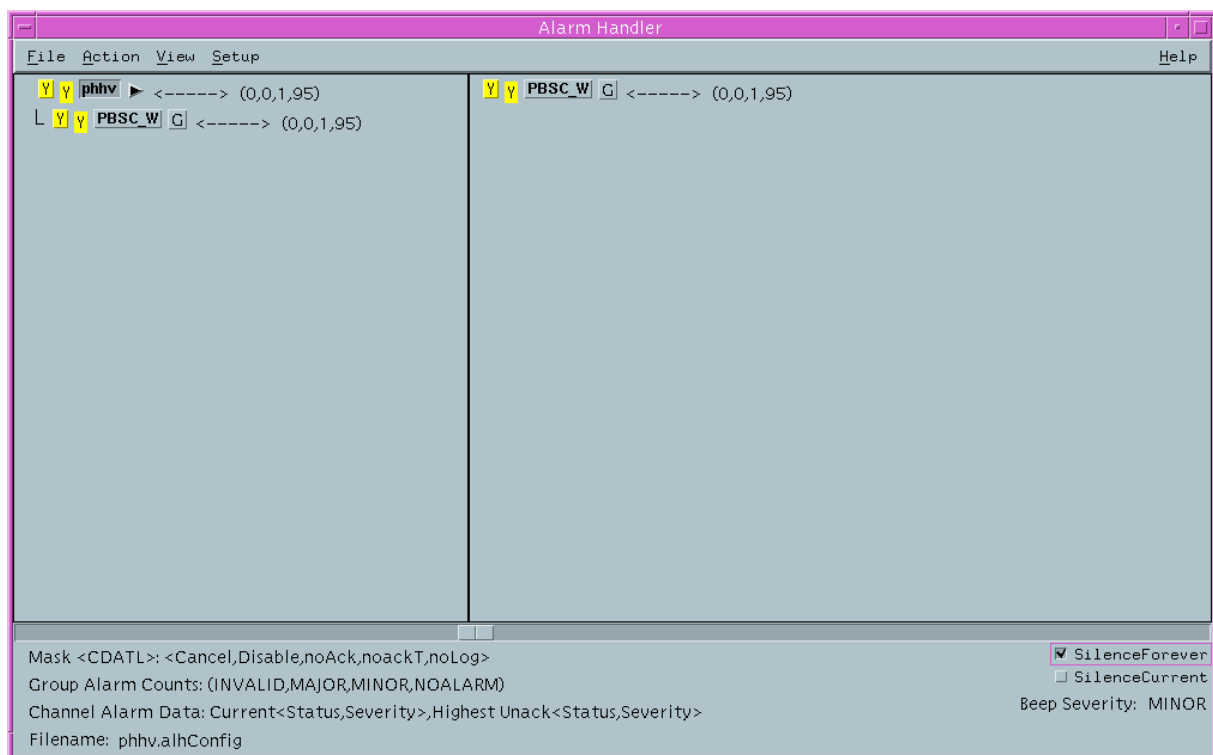 Alarm Handler
File Action View Setup Help
Y Y phhv <-----> (0,0,1,95)
Y Y PBSC_W G <-----> (0,0,1,95)
Y Y PBSC_W G <-----> (0,0,1,95)
Mask <CDATL>: <Cancel,Disable,noAck,noackT,noLog>
Group Alarm Counts: (INVALID,MAJOR,MINOR,NOALARM)
Channel Alarm Data: Current<Status,Severity>,Highest Unack<Status,Severity>
Filename: phhv.alhConfig
SilenceForever
SilenceCurrent
Beep Severity: MINOR